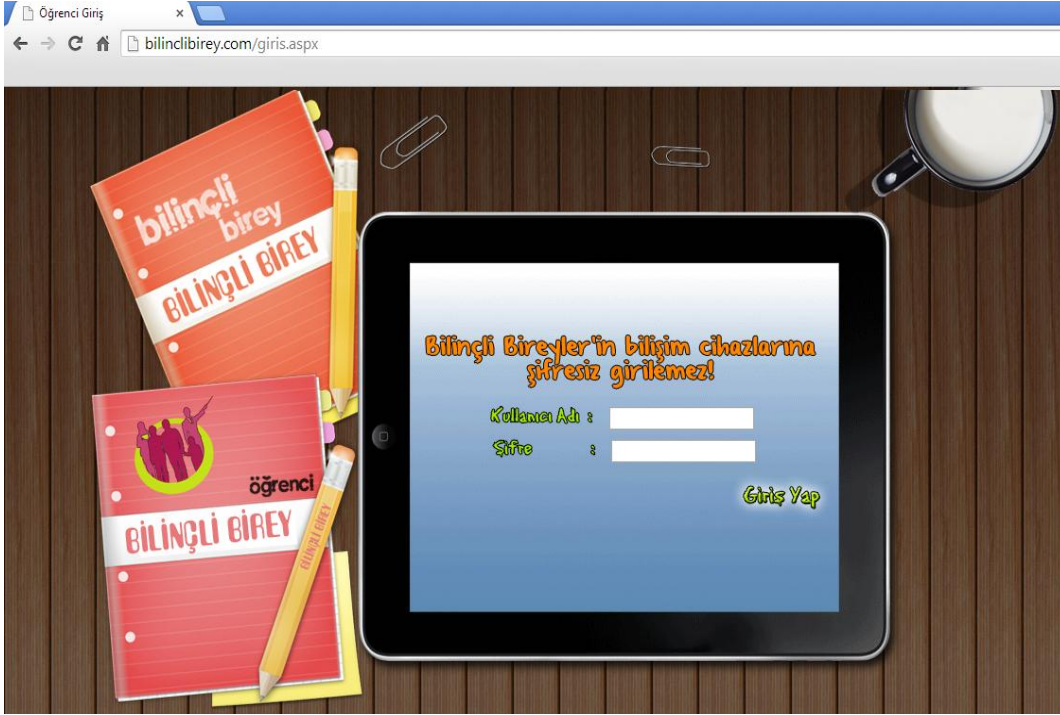 Öğrenci Giriş
bilinclibirey.com/giris.aspx
bilinçli
birey
BİLİNÇLİ BİREY
öğrenci
BİLİNÇLİ BİREY
BİLİNÇLİ BİREY
Bilinçli Bireyler'in bilişim cihazlarına
şifresiz girilemez!
Kullanıcı Adı :
Şifre :
Giriş Yap